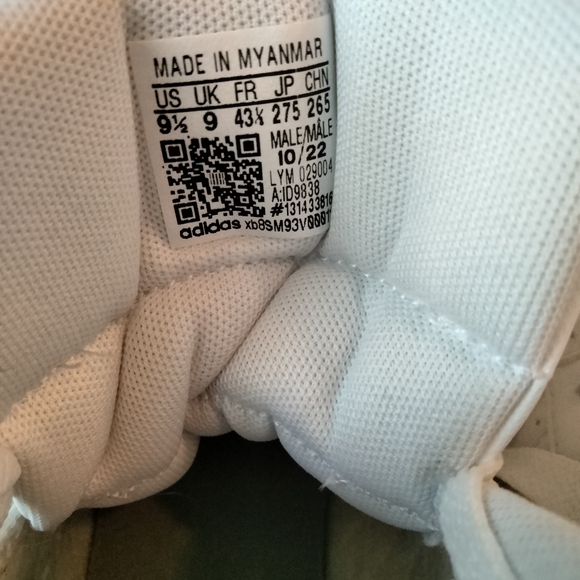 MADE IN MYANMAR
US UK FR JP CHN
9½ 9 43⅓ 275 265
MALE/MÂLE
10/22
LYM 029004
A:ID9838
adidas